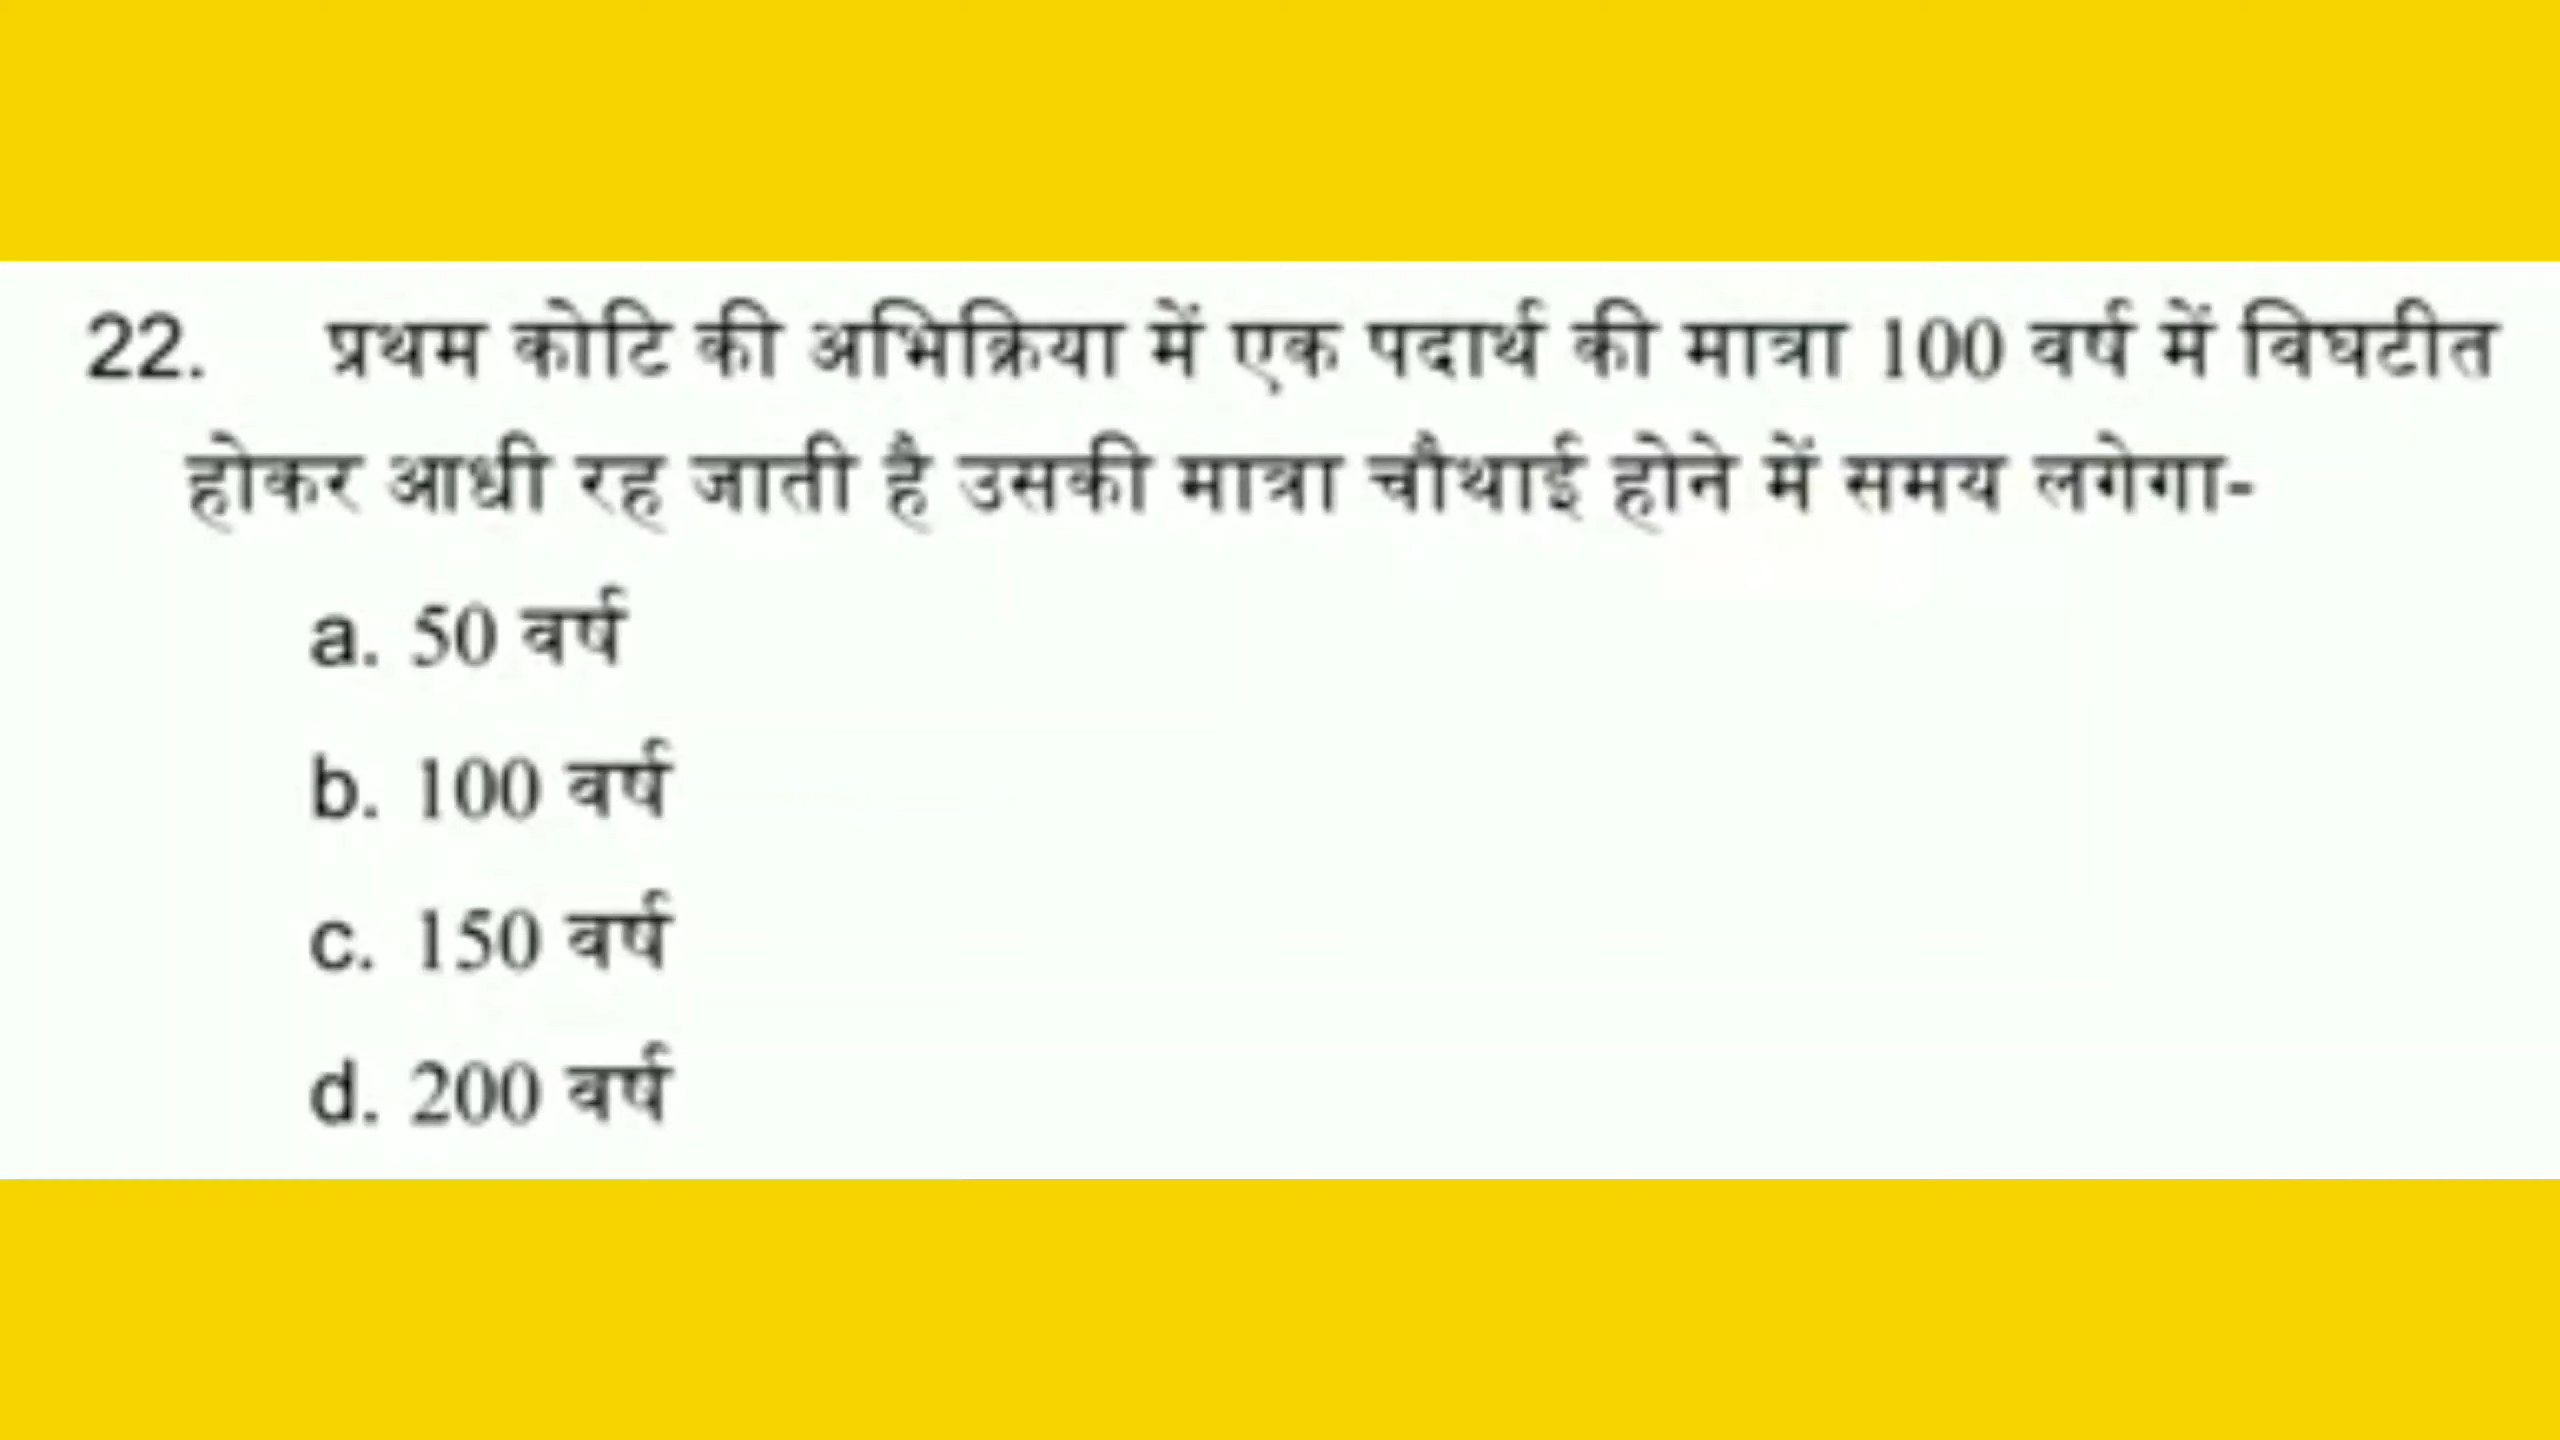 22. प्रथम कोटि की अभिक्रिया में एक पदार्थ की मात्रा 100 वर्ष में विघटीत
होकर आधी रह जाती है उसकी मात्रा चौथाई होने में समय लगेगा-
a. 50 वर्ष
b. 100 वर्ष
c. 150 वर्ष
d. 200 वर्ष